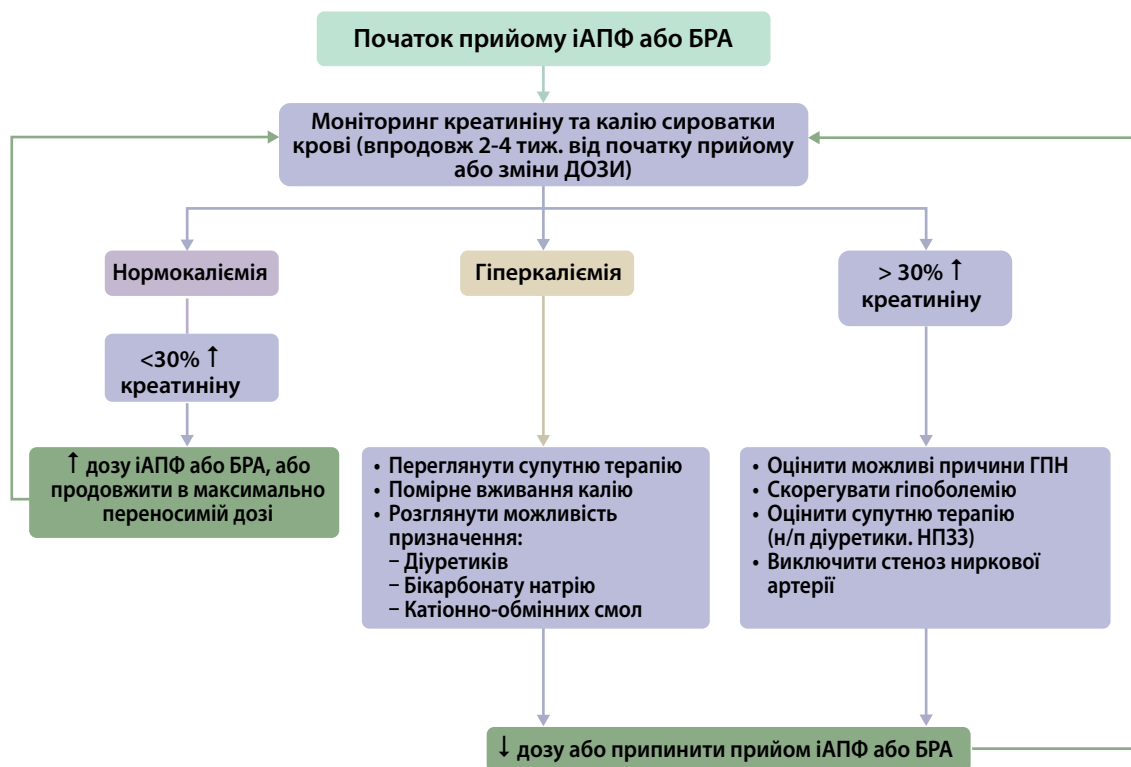 Початок прийому іАПФ або БРА
Моніторинг креатиніну та калію сироватки
крові (впродовж 2-4 тиж. від початку прийому
або зміни ДОЗИ)
Нормокаліємія
Гіперкаліємія
> 30% ↑
креатиніну
<30% ↑
креатиніну
↑ дозу іАПФ або БРА, або
продовжити в максимально
переносимій дозі
• Переглянути супутню терапію
• Помірне вживання калію
• Розглянути можливість
призначення:
– Діуретиків
– Бікарбонату натрію
– Катіонно-обмінних смол
• Оцінити можливі причини ГПН
• Скорегувати гіпоболемію
• Оцінити супутню терапію
(н/п діуретики. НПЗЗ)
• Виключити стеноз ниркової
артерії
↓ дозу або припинити прийом іАПФ або БРА